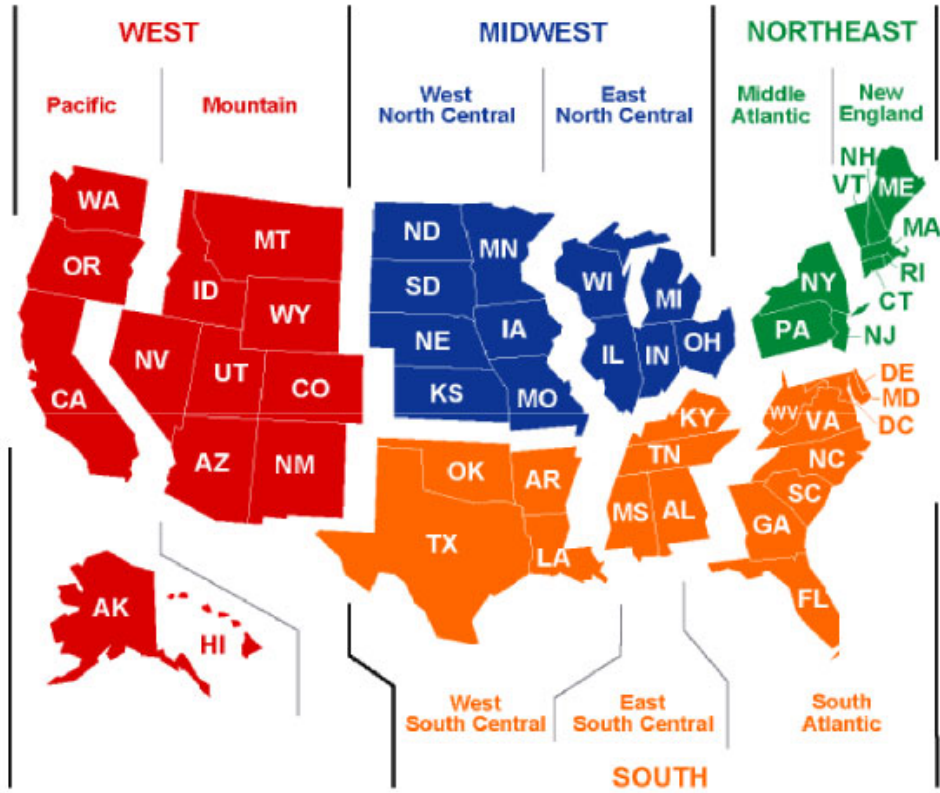 WEST
MIDWEST
NORTHEAST
Pacific
Mountain
West
North Central
East
North Central
Middle
Atlantic
New
England
WA
OR
CA
MT
ID
WY
NV
UT
CO
AZ
NM
AK
HI
ND
SD
NE
KS
MN
IA
MO
WI
MI
IL
IN
OH
NH
VT
ME
MA
RI
CT
NY
PA
NJ
DE
MD
DC
WV
VA
NC
SC
GA
FL
KY
TN
MS
AL
OK
AR
TX
LA
West
South Central
East
South Central
South
Atlantic
SOUTH